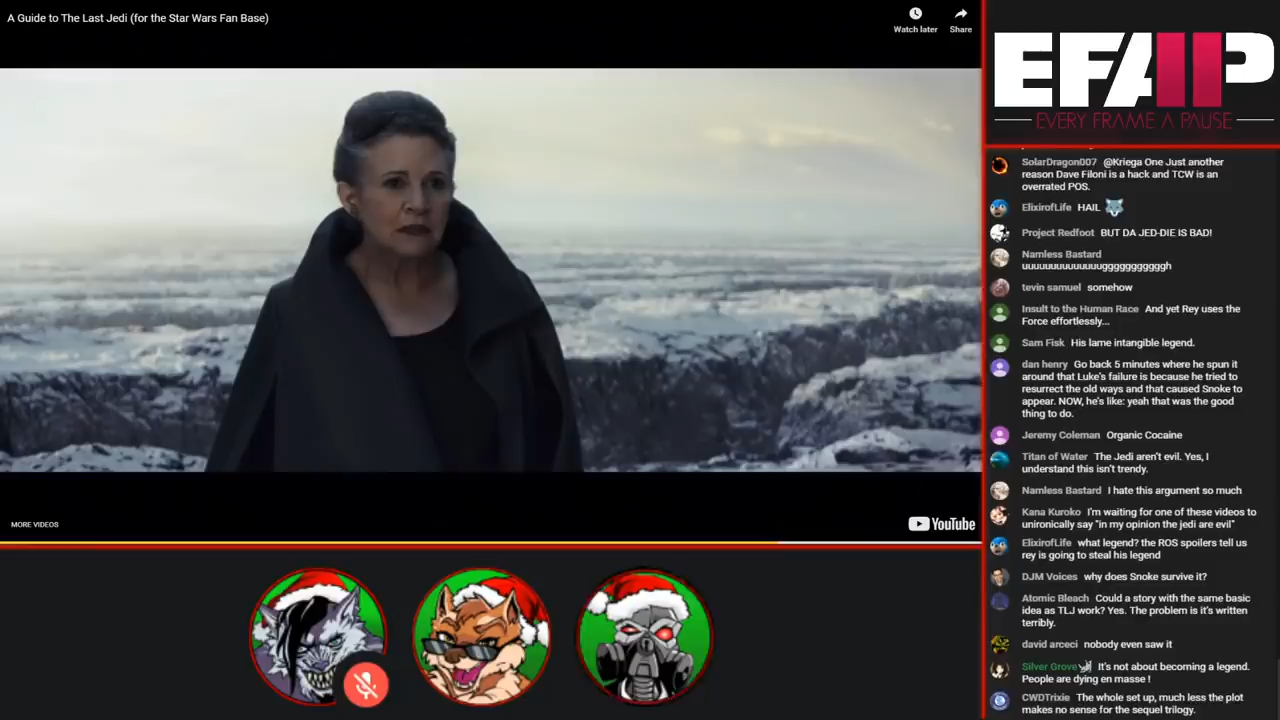 A Guide to The Last Jedi (for the Star Wars Fan Base)
Watch later
Share
MORE VIDEOS
YouTube
EFAP
EVERY FRAME A PAUSE
SolarDragon007 @Kriega One Just another
reason Dave Filoni is a hack and TCW is an
overrated POS.
ElixirofLife HAIL
Project Redfoot BUT DA JED-DIE IS BAD!
Namless Bastard
uuuuuuuuuuuuuuggggggggggggh
tevin samuel somehow
Insult to the Human Race And yet Rey uses the
Force effortlessly...
Sam Fisk His lame intangible legend.
dan henry Go back 5 minutes where he spun it
around that Luke's failure is because he tried to
resurrect the old ways and that caused Snoke to
appear. NOW, he's like: yeah that was the good
thing to do.
Jeremy Coleman Organic Cocaine
Titan of Water The Jedi aren't evil. Yes, I
understand this isn't trendy.
Namless Bastard I hate this argument so much
Kana Kuroko I'm waiting for one of these videos to
unironically say "in my opinion the jedi are evil"
ElixirofLife what legend? the ROS spoilers tell us
rey is going to steal his legend
DJM Voices why does Snoke survive it?
Atomic Bleach Could a story with the same basic
idea as TLJ work? Yes. The problem is it's written
terribly.
david arceci nobody even saw it
Silver Grove It's not about becoming a legend.
People are dying en masse !
CWDTrixie The whole set up, much less the plot
makes no sense for the sequel trilogy.